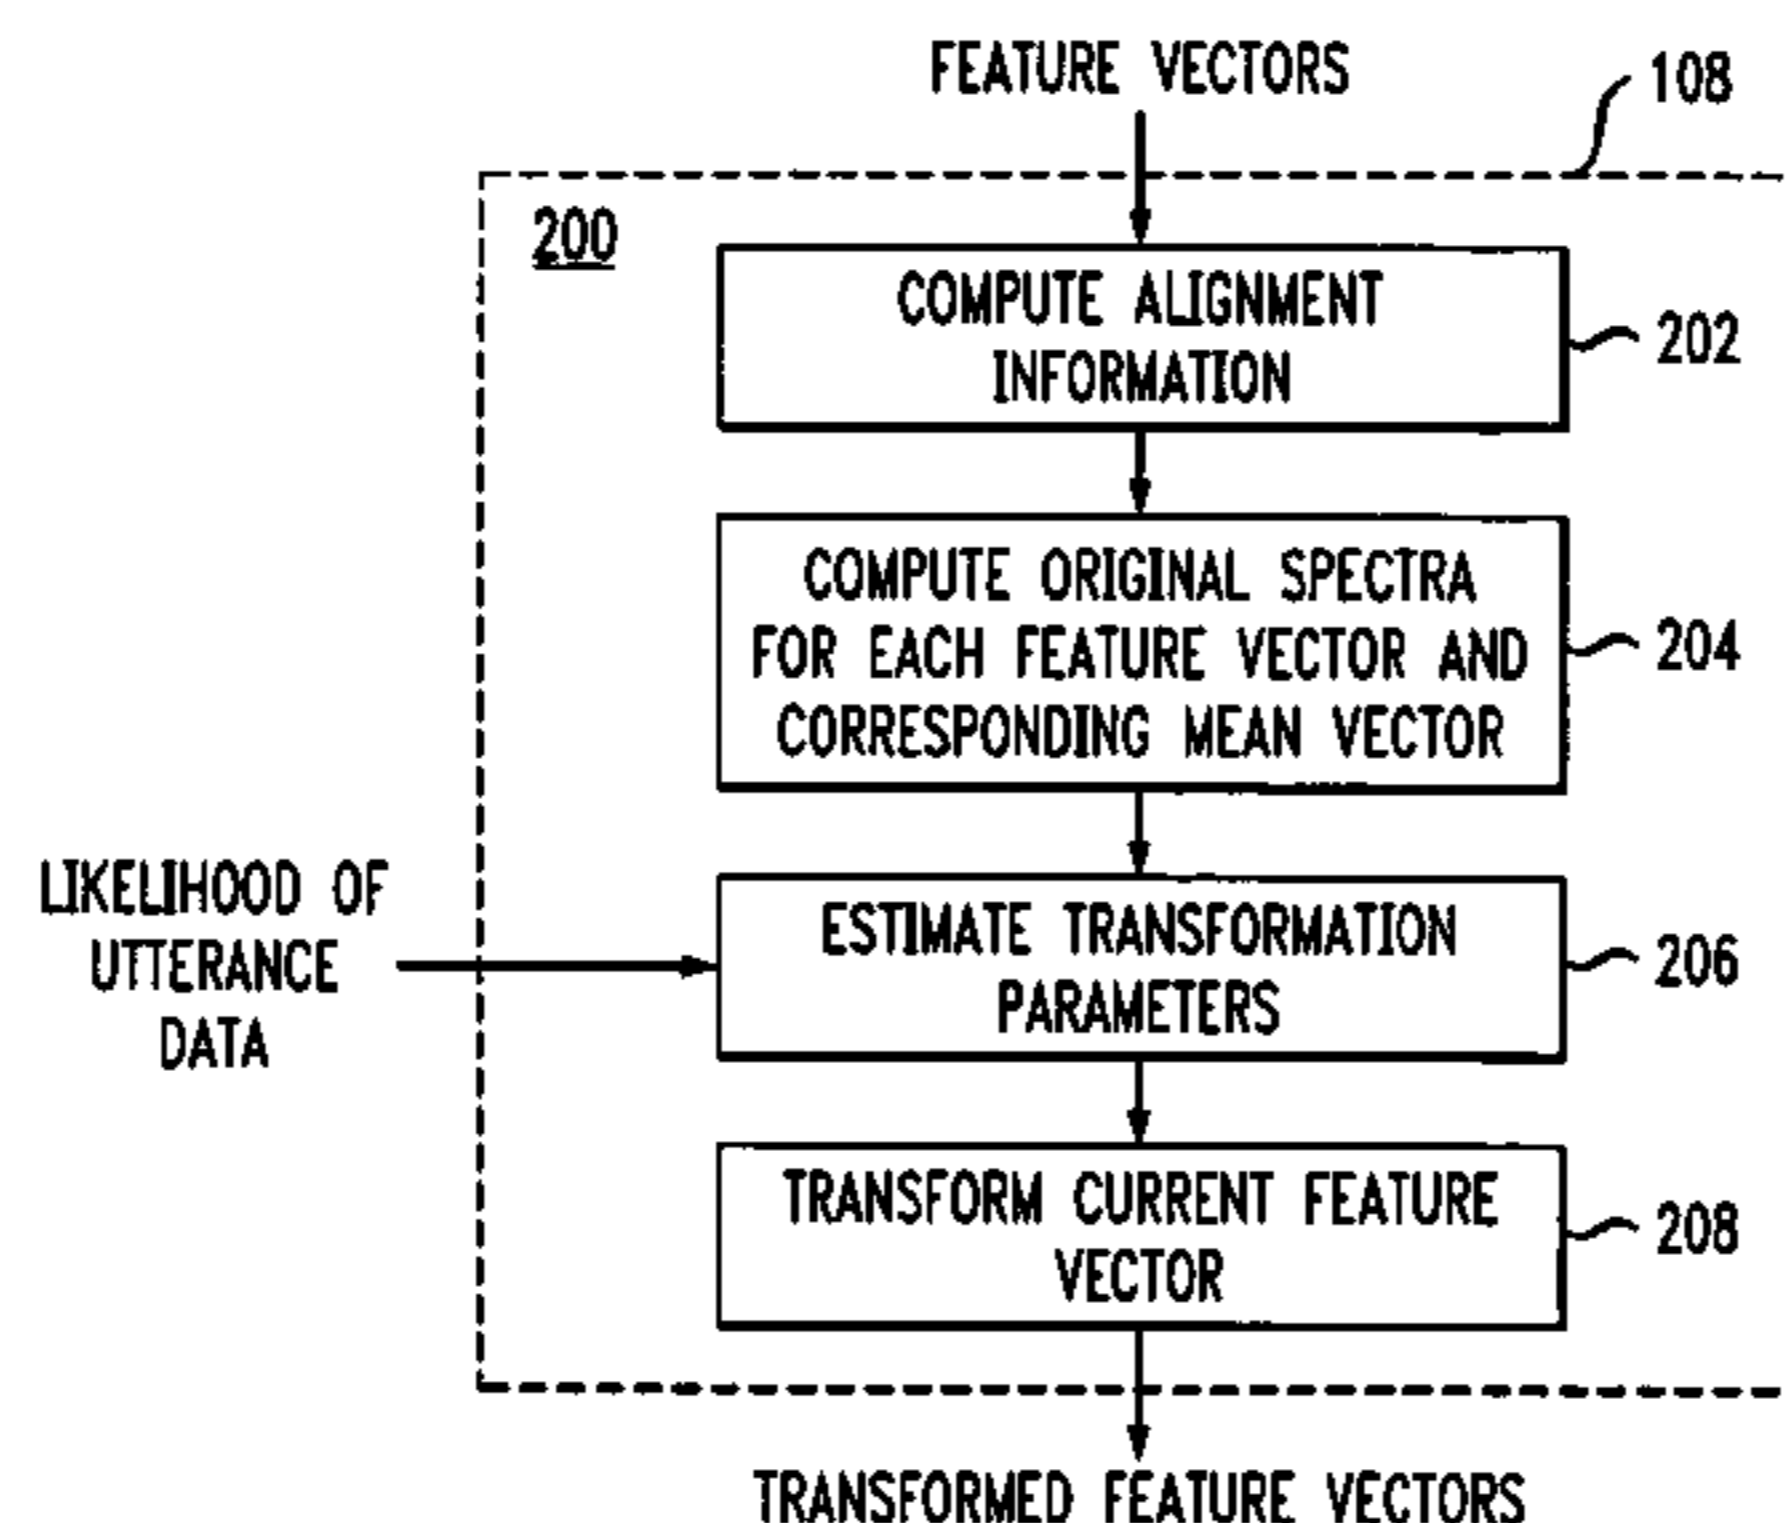 FEATURE VECTORS
108
200
COMPUTE ALIGNMENT
INFORMATION
202
COMPUTE ORIGINAL SPECTRA
FOR EACH FEATURE VECTOR AND
CORRESPONDING MEAN VECTOR
204
LIKELIHOOD OF
UTTERANCE
DATA
ESTIMATE TRANSFORMATION
PARAMETERS
206
TRANSFORM CURRENT FEATURE
VECTOR
208
TRANSFORMED FEATURE VECTORS